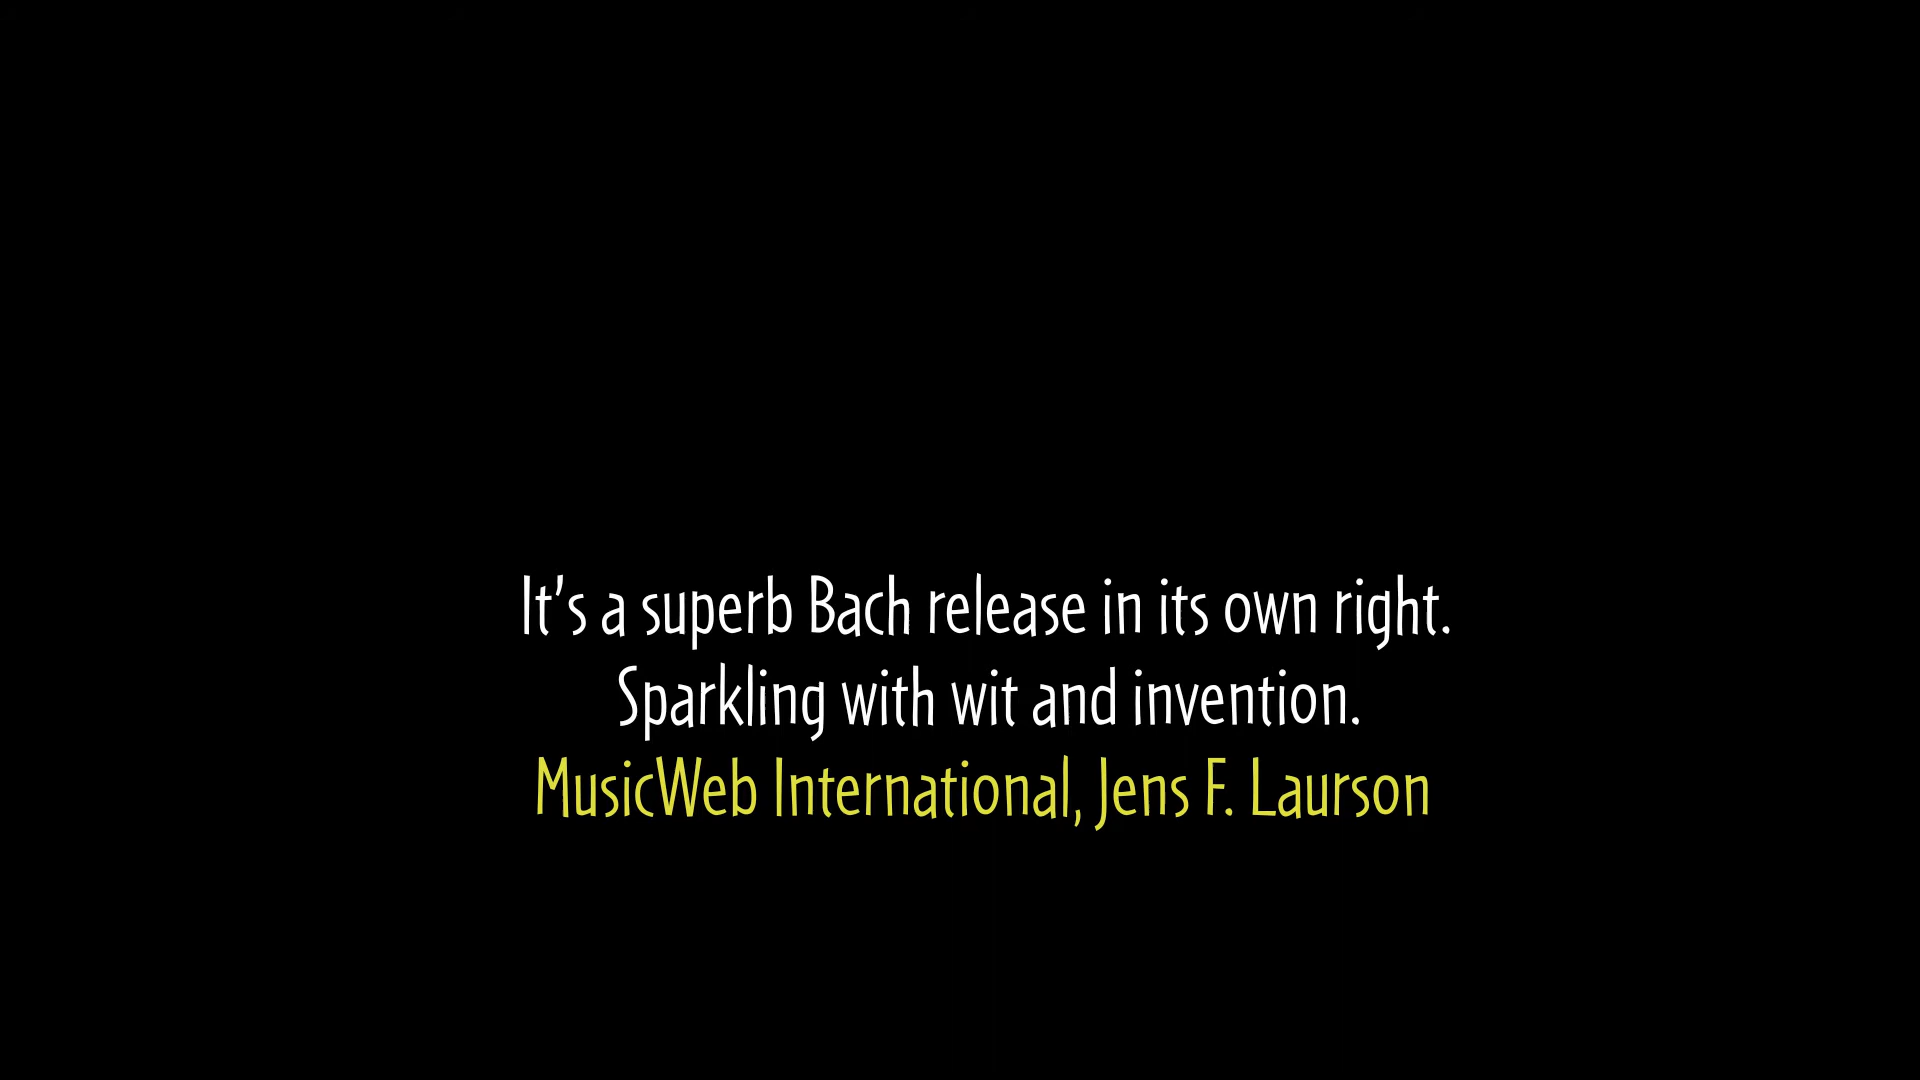 It’s a superb Bach release in its own right.
Sparkling with wit and invention.
MusicWeb International, Jens F. Laurson